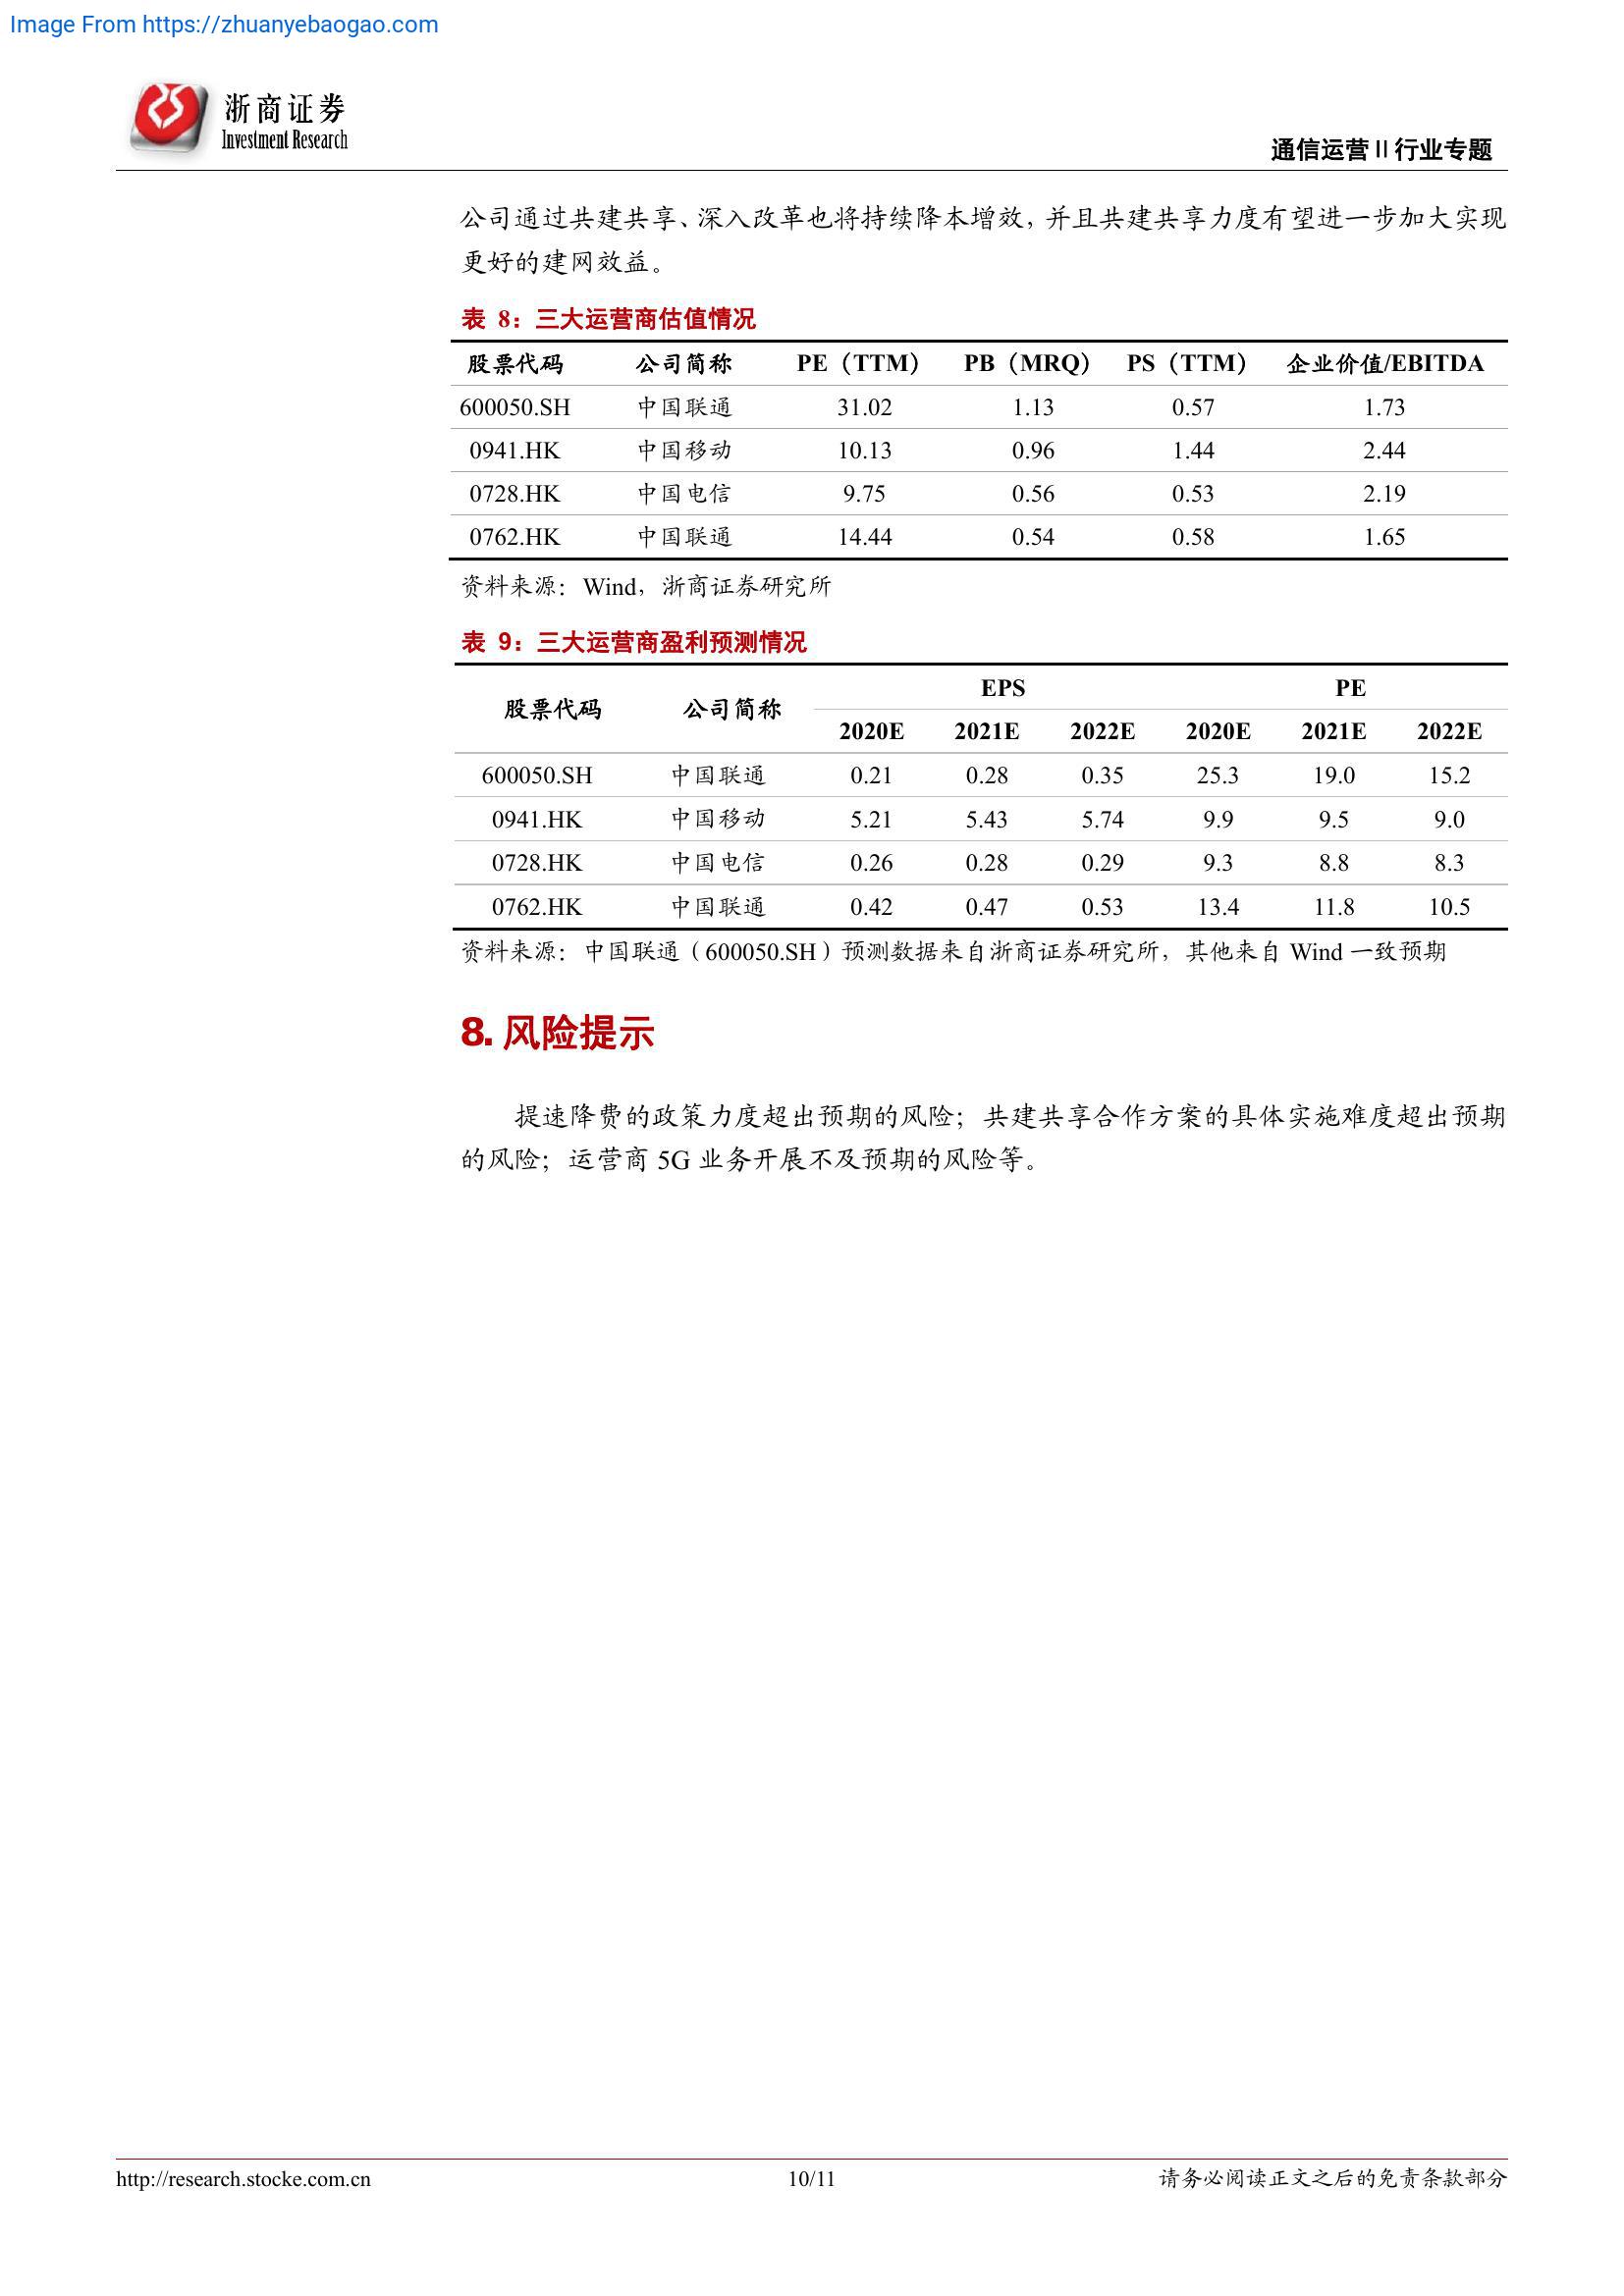 Image From https://zhuanyebaogao.com
浙商证券
Investment Research
通信运营Ⅱ行业专题
公司通过共建共享、深入改革也将持续降本增效,并且共建共享力度有望进一步加大实现
更好的建网效益。
表 8：三大运营商估值情况
股票代码 公司简称 PE（TTM） PB（MRQ） PS（TTM） 企业价值/EBITDA
600050.SH 中国联通 31.02 1.13 0.57 1.73
0941.HK 中国移动 10.13 0.96 1.44 2.44
0728.HK 中国电信 9.75 0.56 0.53 2.19
0762.HK 中国联通 14.44 0.54 0.58 1.65
资料来源：Wind，浙商证券研究所
表 9：三大运营商盈利预测情况
股票代码 公司简称 EPS PE
2020E 2021E 2022E 2020E 2021E 2022E
600050.SH 中国联通 0.21 0.28 0.35 25.3 19.0 15.2
0941.HK 中国移动 5.21 5.43 5.74 9.9 9.5 9.0
0728.HK 中国电信 0.26 0.28 0.29 9.3 8.8 8.3
0762.HK 中国联通 0.42 0.47 0.53 13.4 11.8 10.5
资料来源：中国联通（600050.SH）预测数据来自浙商证券研究所，其他来自 Wind 一致预期
8. 风险提示
提速降费的政策力度超出预期的风险；共建共享合作方案的具体实施难度超出预期
的风险；运营商 5G 业务开展不及预期的风险等。
http://research.stocke.com.cn 10/11 请务必阅读正文之后的免责条款部分